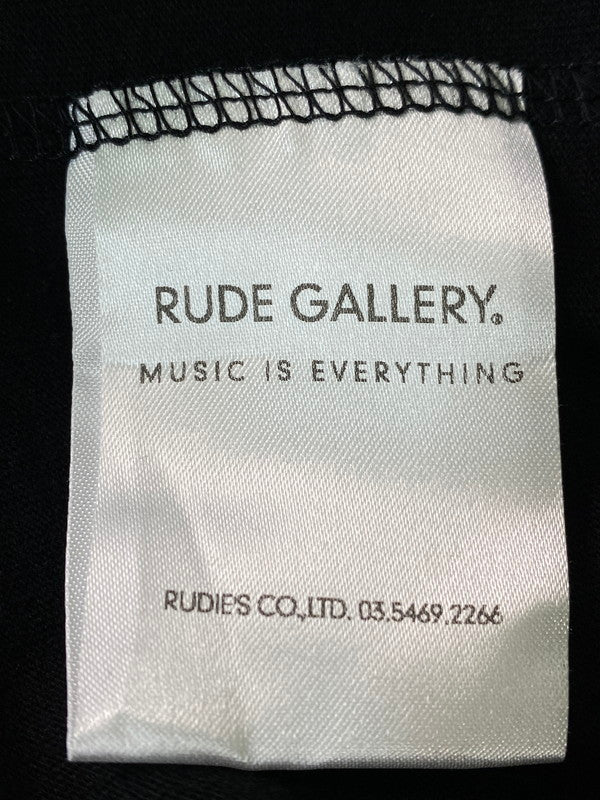 RUDE GALLERY®
MUSIC IS EVERYTHING
RUDIE'S CO.,LTD. 03.5469.2266